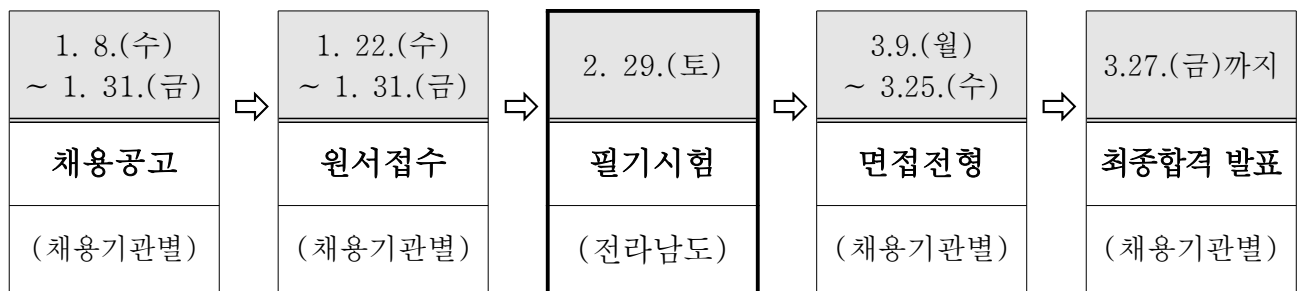 1. 8.(수)
~ 1. 31.(금)
채용공고
(채용기관별)
⇨
1. 22.(수)
~ 1. 31.(금)
원서접수
(채용기관별)
⇨
2. 29.(토)
필기시험
(전라남도)
⇨
3.9.(월)
~ 3.25.(수)
면접전형
(채용기관별)
⇨
3.27.(금)까지
최종합격 발표
(채용기관별)